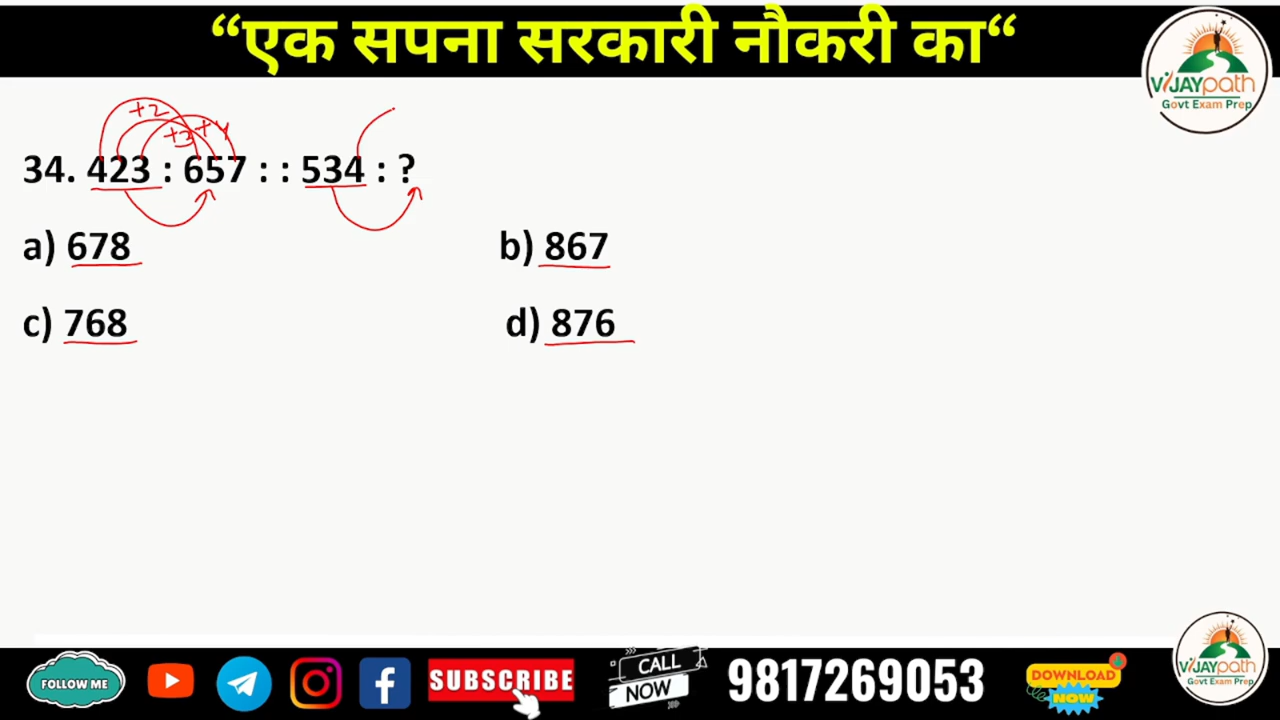 “एक सपना सरकारी नौकरी का“
VIJAYpath
Govt Exam Prep
+2
+3 +4
34. 423 : 657 : : 534 : ?
a) 678 b) 867
c) 768 d) 876
VIJAYpath
Govt Exam Prep
FOLLOW ME
SUBSCRIBE
CALL
NOW
9817269053
DOWNLOAD
NOW